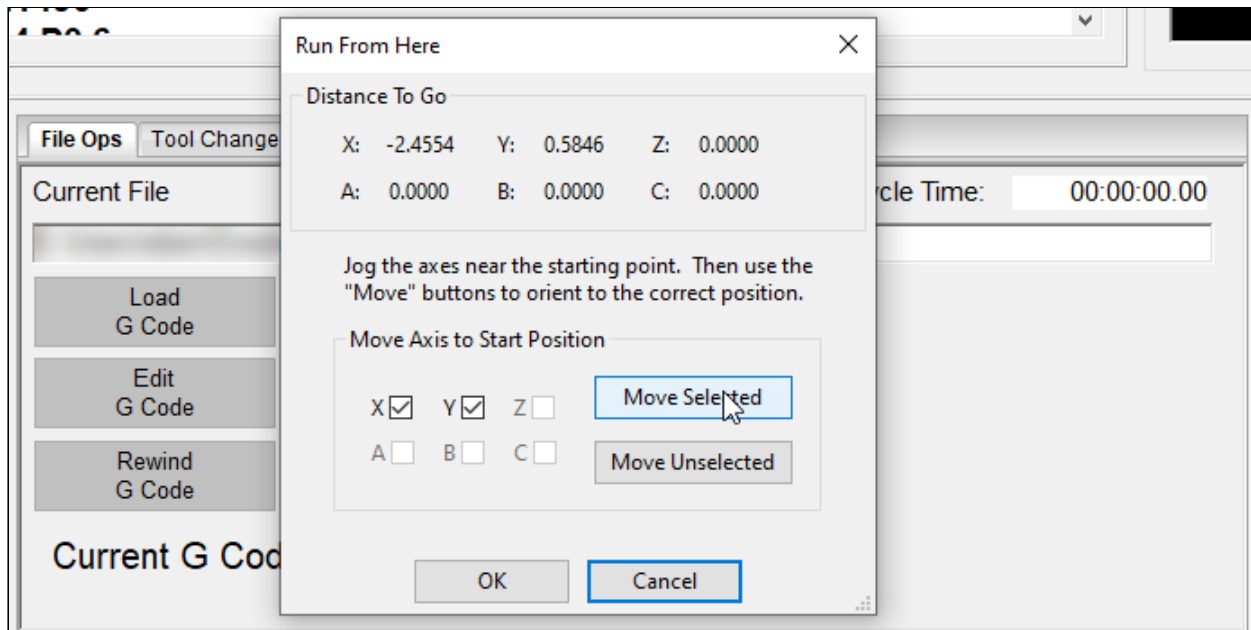 Run From Here
Distance To Go
X: -2.4554 Y: 0.5846 Z: 0.0000
A: 0.0000 B: 0.0000 C: 0.0000
File Ops Tool Change
Current File
cle Time: 00:00:00.00
Jog the axes near the starting point. Then use the
"Move" buttons to orient to the correct position.
Load
G Code
Edit
G Code
Rewind
G Code
Move Axis to Start Position
X Y Z
Move Selected
A B C
Move Unselected
Current G Cod
OK Cancel